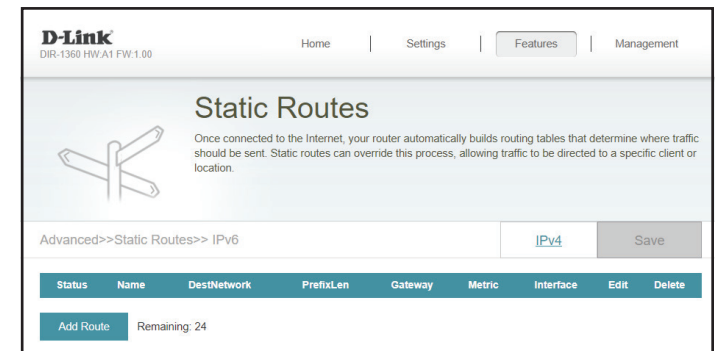 D-Link
DIR-1360 HW:A1 FW:1.00
Home | Settings | Features | Management
Static Routes
Once connected to the Internet, your router automatically builds routing tables that determine where traffic
should be sent. Static routes can override this process, allowing traffic to be directed to a specific client or
location.
Advanced>>Static Routes>> IPv6
IPv4
Save
Status Name DestNetwork PrefixLen Gateway Metric Interface Edit Delete
Add Route Remaining: 24